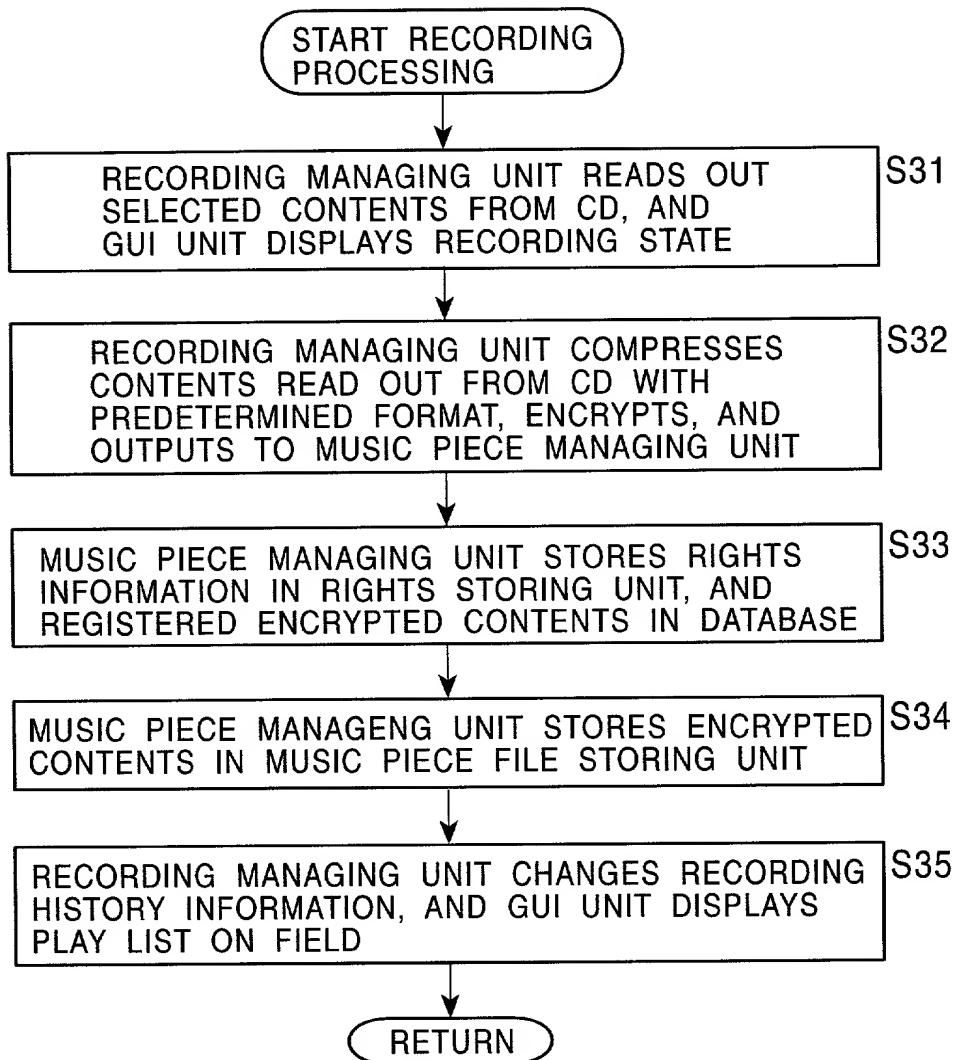 START RECORDING
PROCESSING
RECORDING MANAGING UNIT READS OUT
SELECTED CONTENTS FROM CD, AND
GUI UNIT DISPLAYS RECORDING STATE
S31
RECORDING MANAGING UNIT COMPRESSES
CONTENTS READ OUT FROM CD WITH
PREDETERMINED FORMAT, ENCRYPTS, AND
OUTPUTS TO MUSIC PIECE MANAGING UNIT
S32
MUSIC PIECE MANAGING UNIT STORES RIGHTS
INFORMATION IN RIGHTS STORING UNIT, AND
REGISTERED ENCRYPTED CONTENTS IN DATABASE
S33
MUSIC PIECE MANAGENG UNIT STORES ENCRYPTED
CONTENTS IN MUSIC PIECE FILE STORING UNIT
S34
RECORDING MANAGING UNIT CHANGES RECORDING
HISTORY INFORMATION, AND GUI UNIT DISPLAYS
PLAY LIST ON FIELD
S35
RETURN